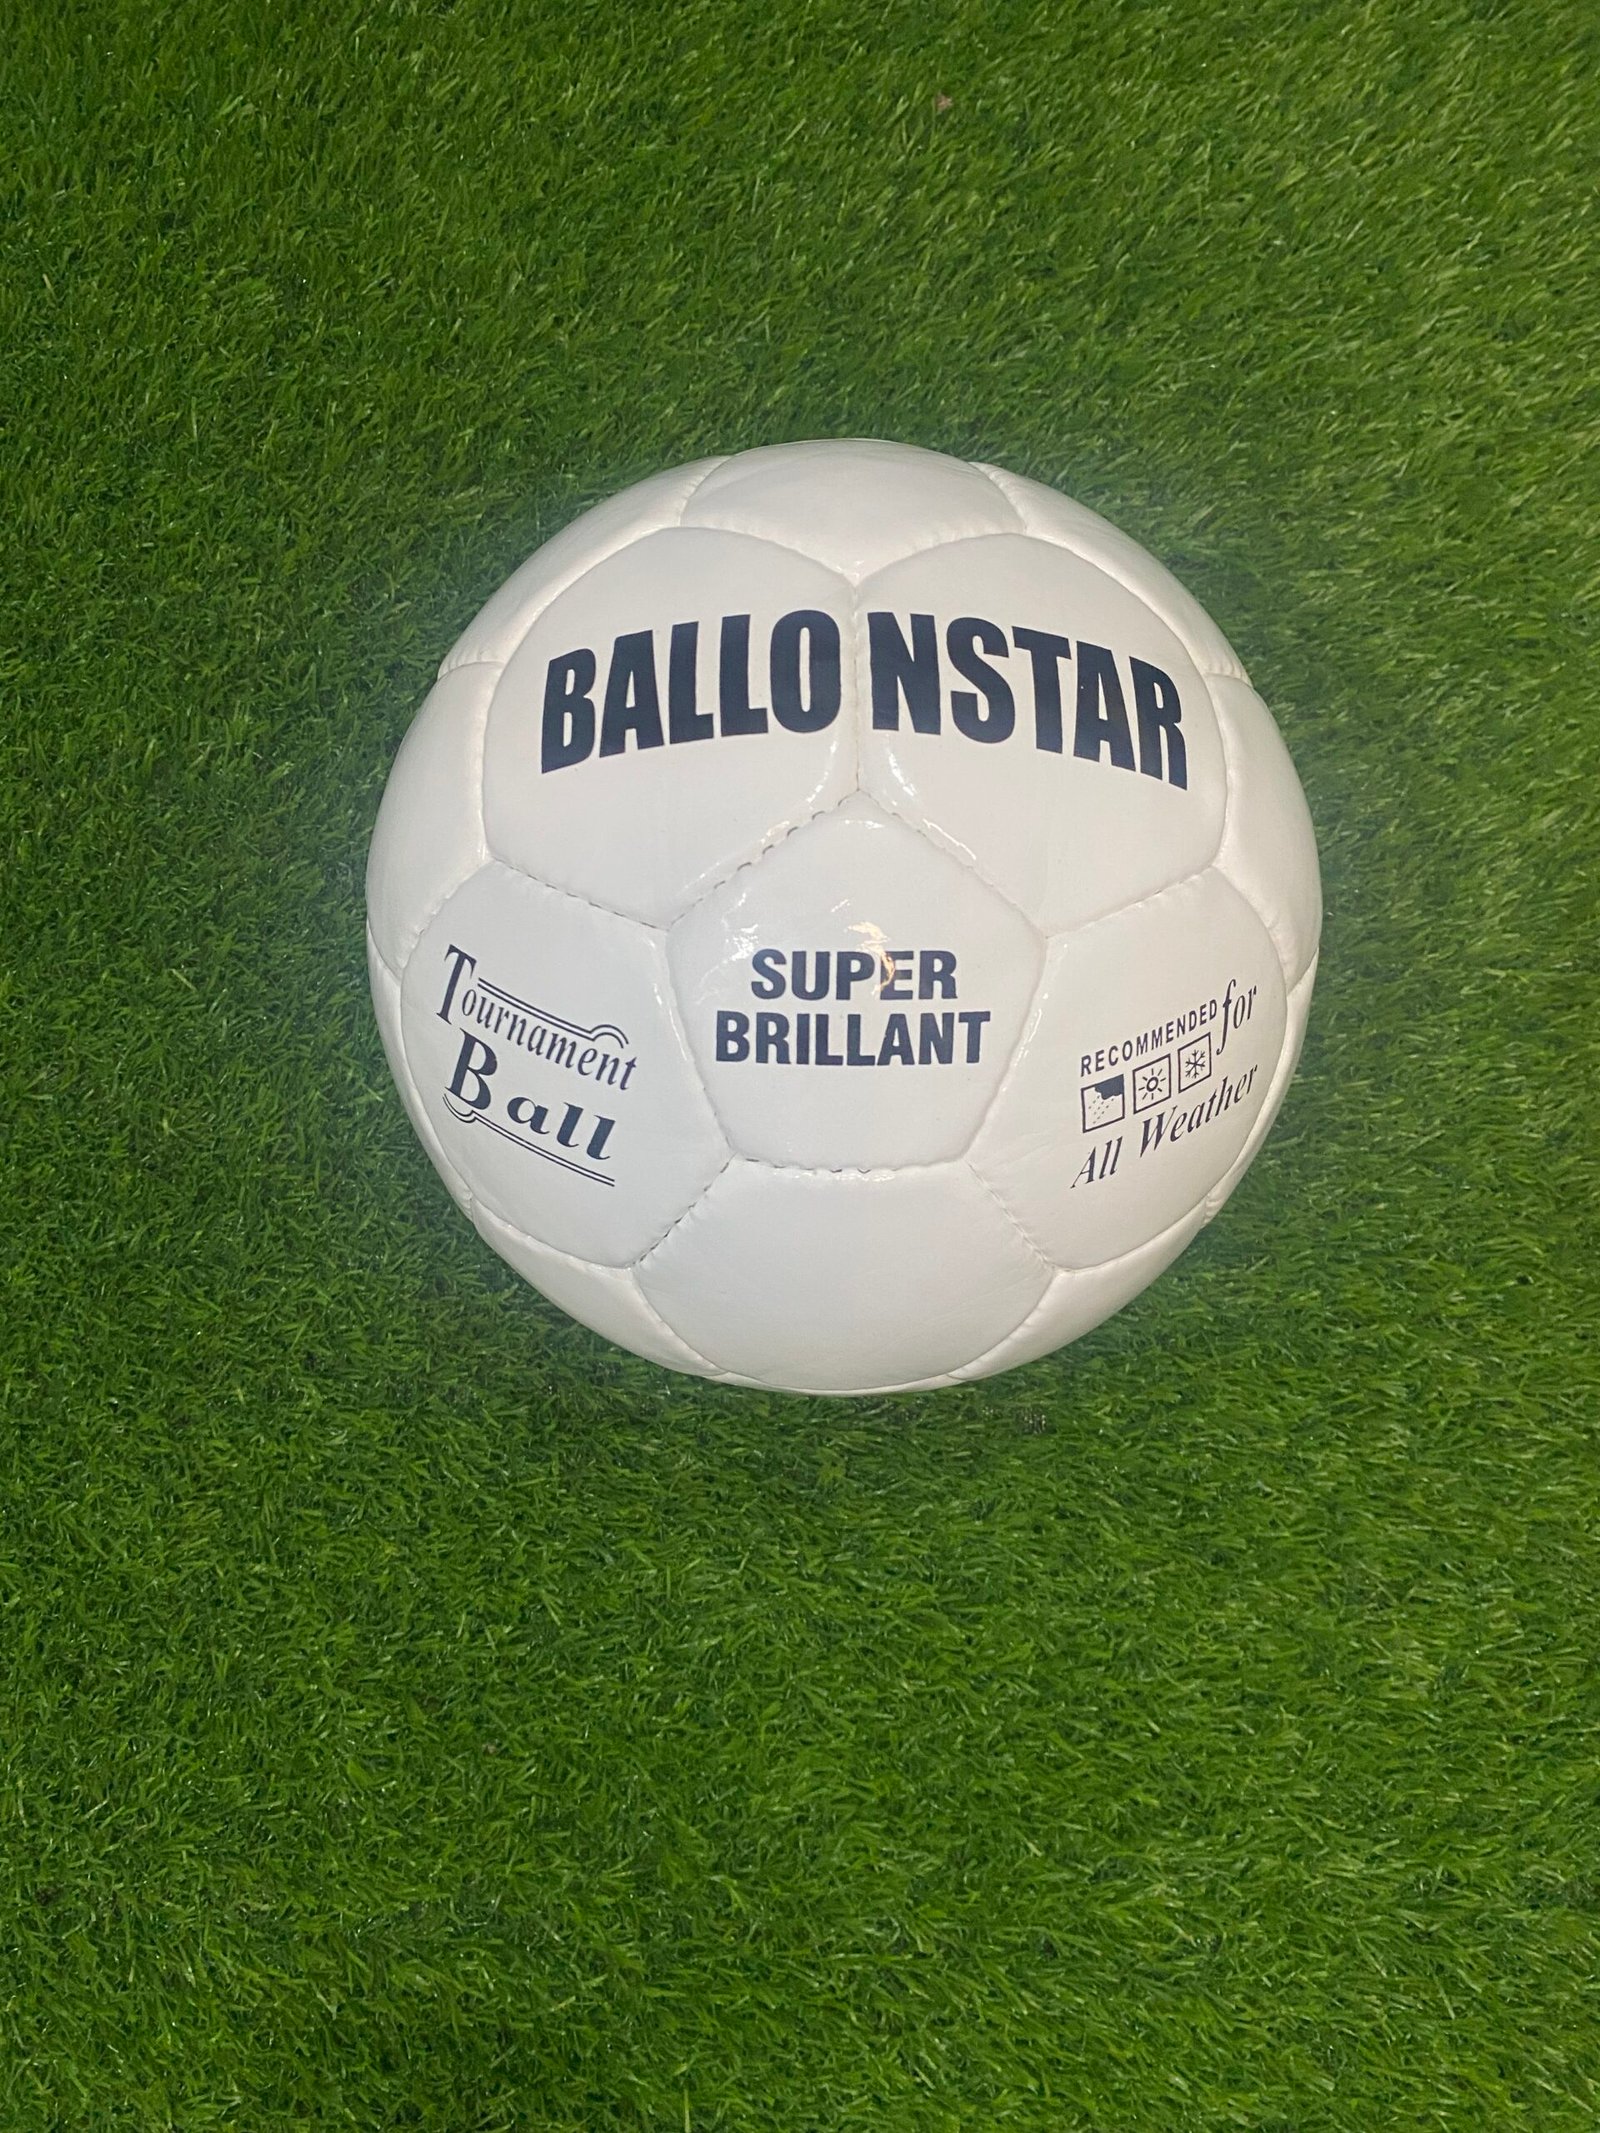 BALLONSTAR
SUPER
BRILLANT
Tournament
Ball
RECOMMENDED for
All Weather